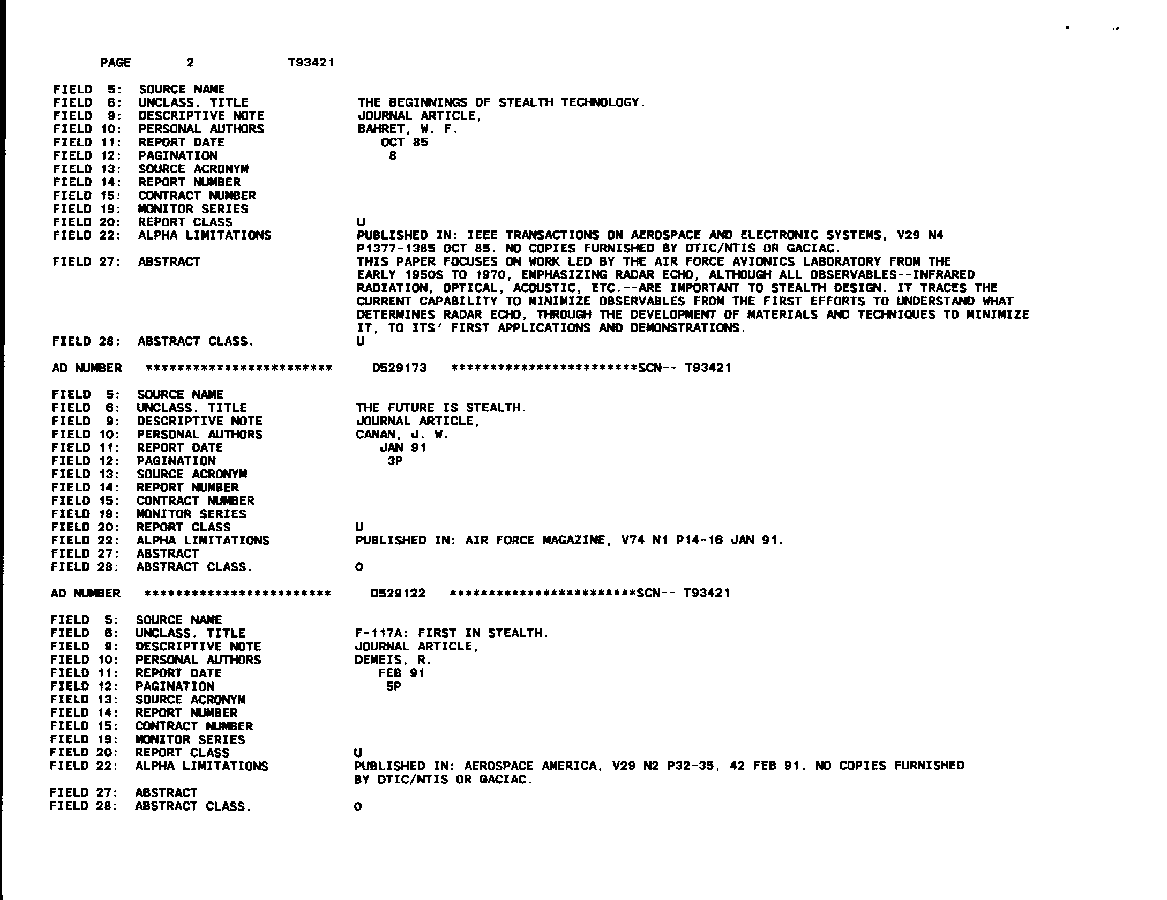 PAGE 2 T93421
FIELD 5: SOURCE NAME
FIELD 6: UNCLASS. TITLE THE BEGINNINGS OF STEALTH TECHNOLOGY.
FIELD 9: DESCRIPTIVE NOTE JOURNAL ARTICLE,
FIELD 10: PERSONAL AUTHORS BAHRET, W. F.
FIELD 11: REPORT DATE OCT 85
FIELD 12: PAGINATION 8
FIELD 13: SOURCE ACRONYM
FIELD 14: REPORT NUMBER
FIELD 15: CONTRACT NUMBER
FIELD 19: MONITOR SERIES
FIELD 20: REPORT CLASS U
FIELD 22: ALPHA LIMITATIONS PUBLISHED IN: IEEE TRANSACTIONS ON AEROSPACE AND ELECTRONIC SYSTEMS, V29 N4
P1377-1385 OCT 85. NO COPIES FURNISHED BY DTIC/NTIS OR GACIAC.
FIELD 27: ABSTRACT THIS PAPER FOCUSES ON WORK LED BY THE AIR FORCE AVIONICS LABORATORY FROM THE
EARLY 1950S TO 1970, EMPHASIZING RADAR ECHO, ALTHOUGH ALL OBSERVABLES--INFRARED
RADIATION, OPTICAL, ACOUSTIC, ETC.--ARE IMPORTANT TO STEALTH DESIGN. IT TRACES THE
CURRENT CAPABILITY TO MINIMIZE OBSERVABLES FROM THE FIRST EFFORTS TO UNDERSTAND WHAT
DETERMINES RADAR ECHO, THROUGH THE DEVELOPMENT OF MATERIALS AND TECHNIQUES TO MINIMIZE
IT, TO ITS' FIRST APPLICATIONS AND DEMONSTRATIONS.
FIELD 28: ABSTRACT CLASS. U
AD NUMBER ************************ D529173 ************************SCN-- T93421
FIELD 5: SOURCE NAME
FIELD 6: UNCLASS. TITLE THE FUTURE IS STEALTH.
FIELD 9: DESCRIPTIVE NOTE JOURNAL ARTICLE,
FIELD 10: PERSONAL AUTHORS CANAN, J. W.
FIELD 11: REPORT DATE JAN 91
FIELD 12: PAGINATION 3P
FIELD 13: SOURCE ACRONYM
FIELD 14: REPORT NUMBER
FIELD 15: CONTRACT NUMBER
FIELD 19: MONITOR SERIES
FIELD 20: REPORT CLASS U
FIELD 22: ALPHA LIMITATIONS PUBLISHED IN: AIR FORCE MAGAZINE, V74 N1 P14-16 JAN 91.
FIELD 27: ABSTRACT
FIELD 28: ABSTRACT CLASS. O
AD NUMBER ************************ D529122 ************************SCN-- T93421
FIELD 5: SOURCE NAME
FIELD 6: UNCLASS. TITLE F-117A: FIRST IN STEALTH.
FIELD 9: DESCRIPTIVE NOTE JOURNAL ARTICLE,
FIELD 10: PERSONAL AUTHORS DEMEIS, R.
FIELD 11: REPORT DATE FEB 91
FIELD 12: PAGINATION 5P
FIELD 13: SOURCE ACRONYM
FIELD 14: REPORT NUMBER
FIELD 15: CONTRACT NUMBER
FIELD 19: MONITOR SERIES
FIELD 20: REPORT CLASS U
FIELD 22: ALPHA LIMITATIONS PUBLISHED IN: AEROSPACE AMERICA, V29 N2 P32-35, 42 FEB 91. NO COPIES FURNISHED
BY DTIC/NTIS OR GACIAC.
FIELD 27: ABSTRACT
FIELD 28: ABSTRACT CLASS. O